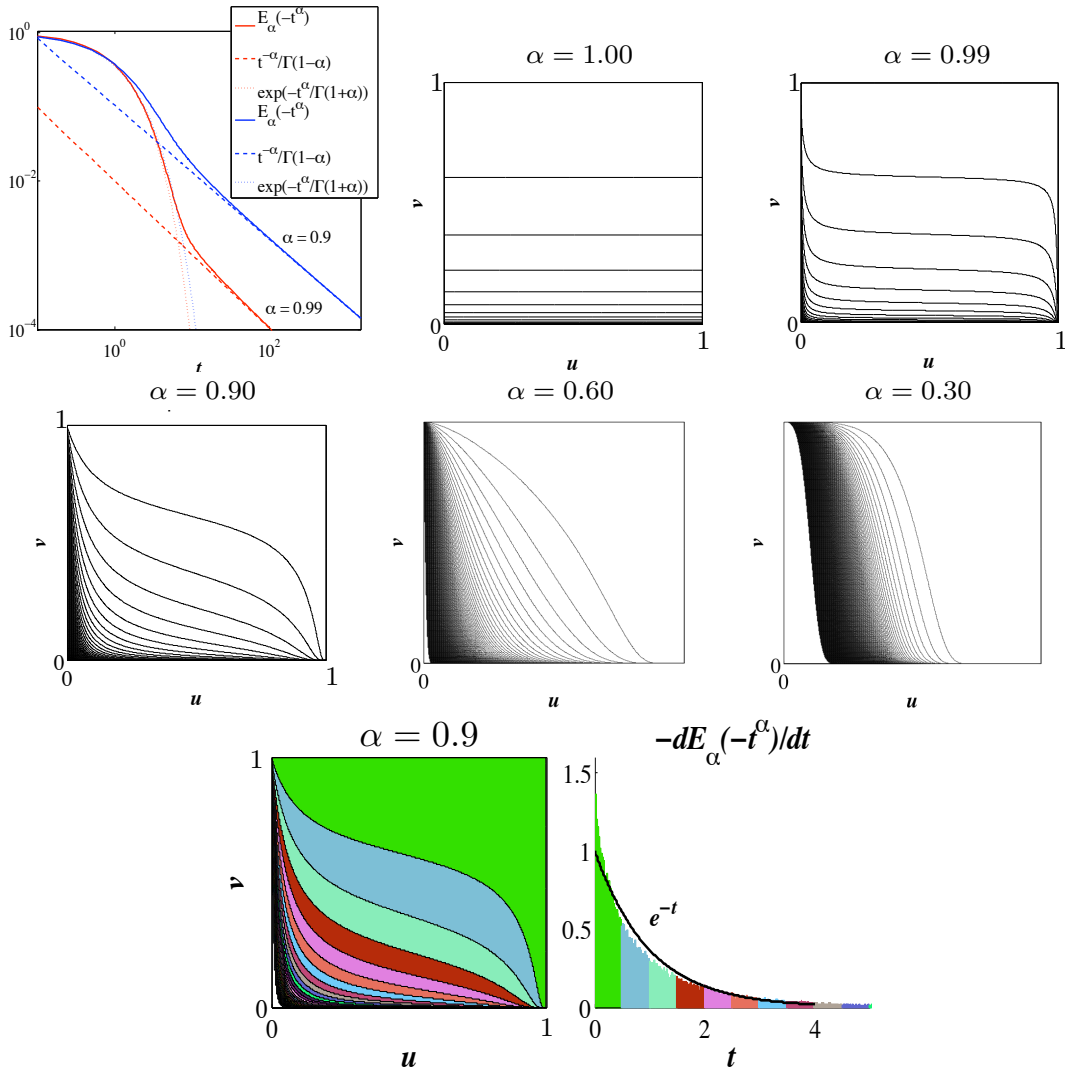 E_α(−t^α)
t^−α/Γ(1−α)
exp(−t^α/Γ(1+α))
E_α(−t^α)
t^−α/Γ(1−α)
exp(−t^α/Γ(1+α))
10^0
10^−2
10^−4
α = 0.9
α = 0.99
10^0
10^2
t
α = 1.00
1
v
0
0
u
1
α = 0.99
1
v
0
0
u
1
α = 0.90
1
v
0
0
u
1
α = 0.60
v
0
0
u
α = 0.30
v
0
0
u
α = 0.9
1
v
0
0
u
1
−dE_α(−t^α)/dt
1.5
1
0.5
0
e^−t
0
2
4
t